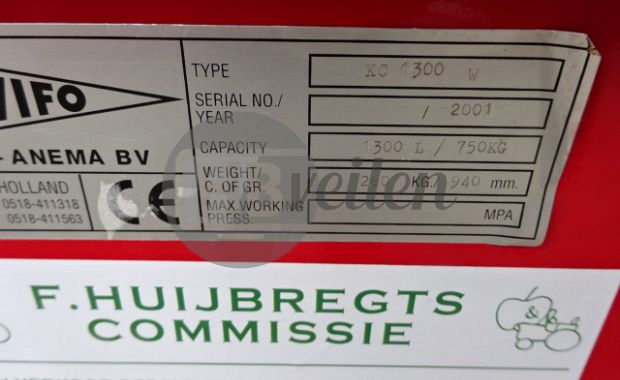 VIFO
- ANEMA BV
HOLLAND
0518-411318
0518-411563
CE
TYPE KC 1300 W
SERIAL NO./
YEAR / 2001
CAPACITY 1300 L / 750KG
WEIGHT/
C. OF GR. KG./ 940 mm.
MAX.WORKING
PRESS. MPA
veilen
F.HUIJBREGTS
COMMISSIE
&